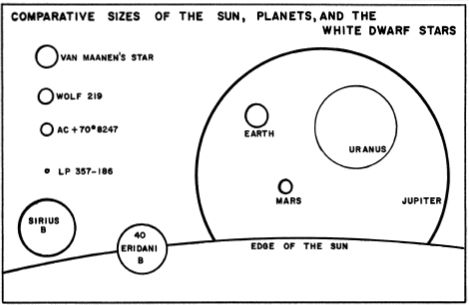 COMPARATIVE SIZES OF THE SUN, PLANETS, AND THE
WHITE DWARF STARS
VAN MAANEN'S STAR
WOLF 219
AC +70°8247
LP 357-186
EARTH
URANUS
MARS
JUPITER
SIRIUS
B
40
ERIDANI
B
EDGE OF THE SUN